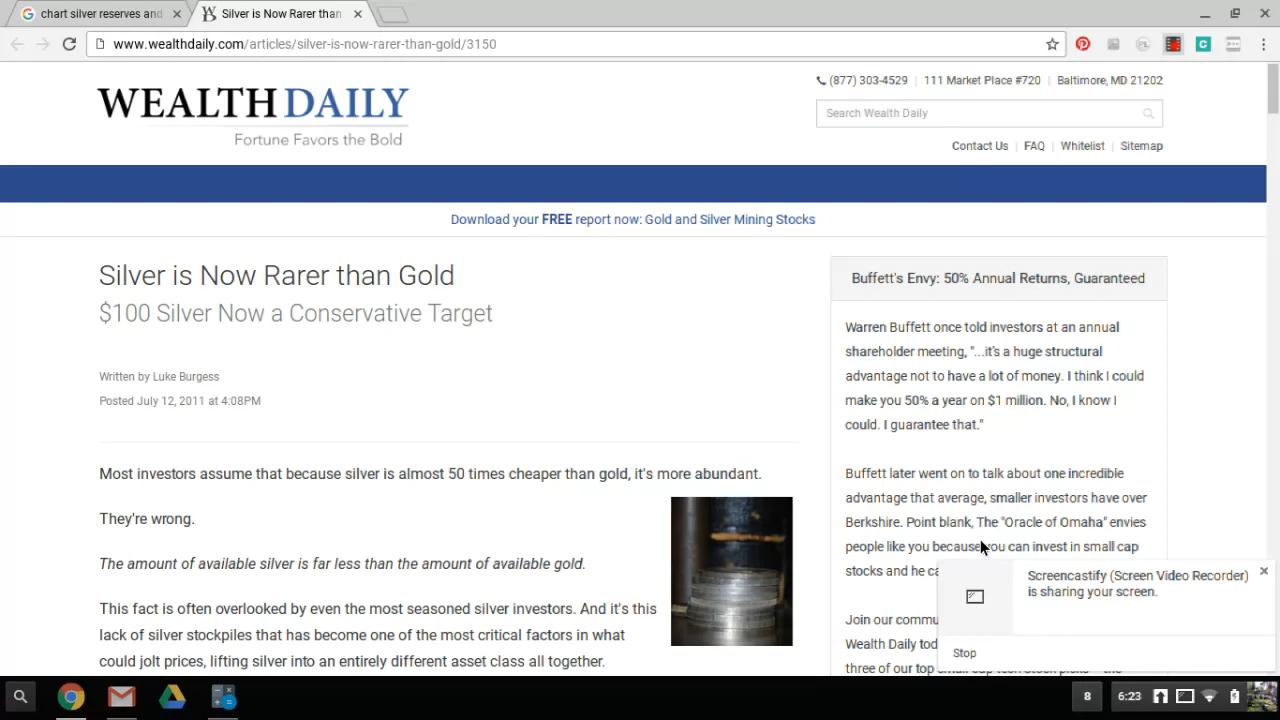 chart silver reserves and
Silver is Now Rarer than
www.wealthdaily.com/articles/silver-is-now-rarer-than-gold/3150
WEALTH DAILY
Fortune Favors the Bold
(877) 303-4529 | 111 Market Place #720 | Baltimore, MD 21202
Search Wealth Daily
Contact Us | FAQ | Whitelist | Sitemap
Download your FREE report now: Gold and Silver Mining Stocks
Silver is Now Rarer than Gold
$100 Silver Now a Conservative Target
Written by Luke Burgess
Posted July 12, 2011 at 4:08PM
Most investors assume that because silver is almost 50 times cheaper than gold, it's more abundant.
They're wrong.
The amount of available silver is far less than the amount of available gold.
This fact is often overlooked by even the most seasoned silver investors. And it's this
lack of silver stockpiles that has become one of the most critical factors in what
could jolt prices, lifting silver into an entirely different asset class all together.
Buffett's Envy: 50% Annual Returns, Guaranteed
Warren Buffett once told investors at an annual
shareholder meeting, "...it's a huge structural
advantage not to have a lot of money. I think I could
make you 50% a year on $1 million. No, I know I
could. I guarantee that."
Buffett later went on to talk about one incredible
advantage that average, smaller investors have over
Berkshire. Point blank, The "Oracle of Omaha" envies
people like you because you can invest in small cap
stocks and he ca
Join our commu
Wealth Daily tod
three of our top small cap tech stock picks
Screencastify (Screen Video Recorder)
is sharing your screen.
Stop
8
6:23